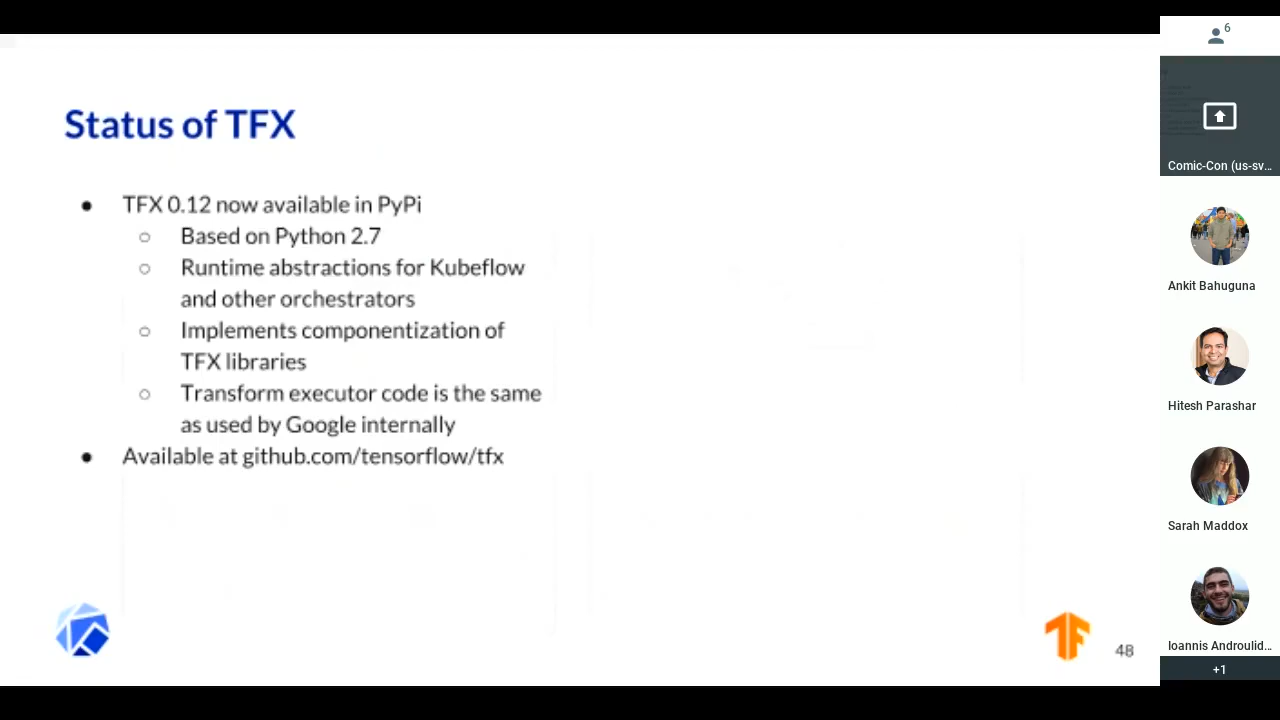 Status of TFX
● TFX 0.12 now available in PyPi
○ Based on Python 2.7
○ Runtime abstractions for Kubeflow
and other orchestrators
○ Implements componentization of
TFX libraries
○ Transform executor code is the same
as used by Google internally
● Available at github.com/tensorflow/tfx
48
6
Comic-Con (us-sv...
Ankit Bahuguna
Hitesh Parashar
Sarah Maddox
Ioannis Androulid...
+1